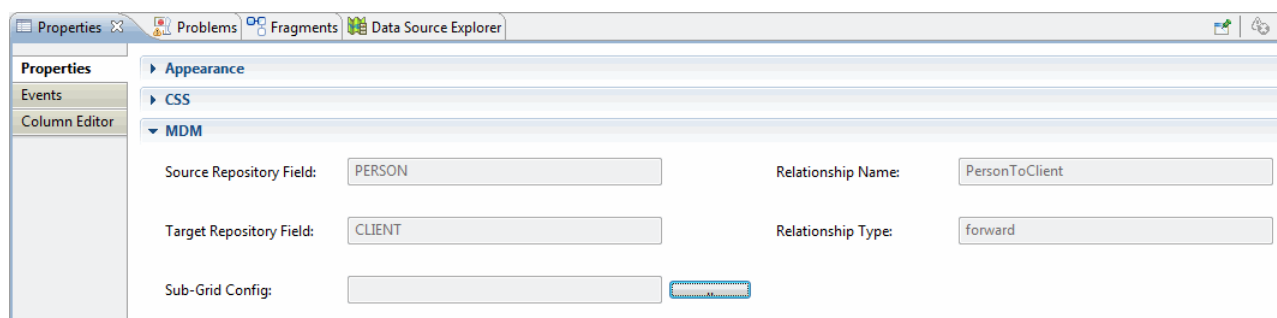 Properties Problems Fragments Data Source Explorer
Properties
Events
Column Editor
Appearance
CSS
MDM
Source Repository Field: PERSON Relationship Name: PersonToClient
Target Repository Field: CLIENT Relationship Type: forward
Sub-Grid Config: ..